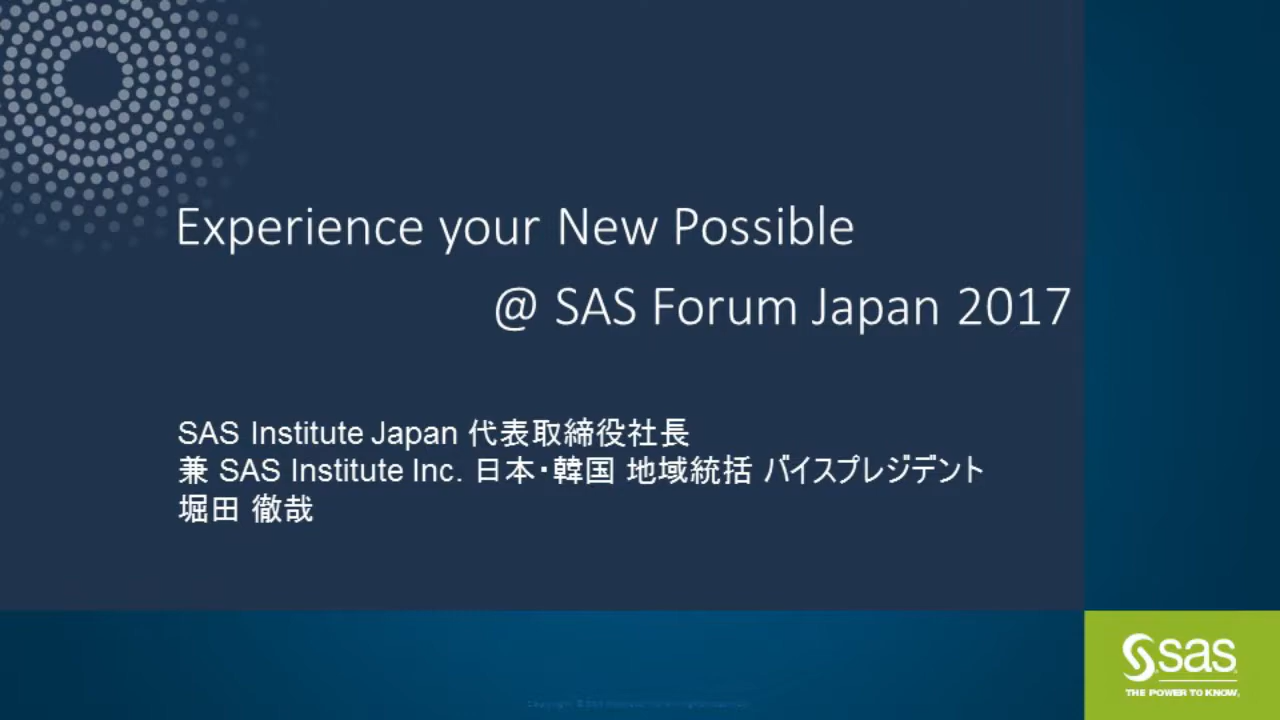 Experience your New Possible
@ SAS Forum Japan 2017
SAS Institute Japan 代表取締役社長
兼 SAS Institute Inc. 日本・韓国 地域統括 バイスプレジデント
堀田 徹哉
sas
THE POWER TO KNOW.